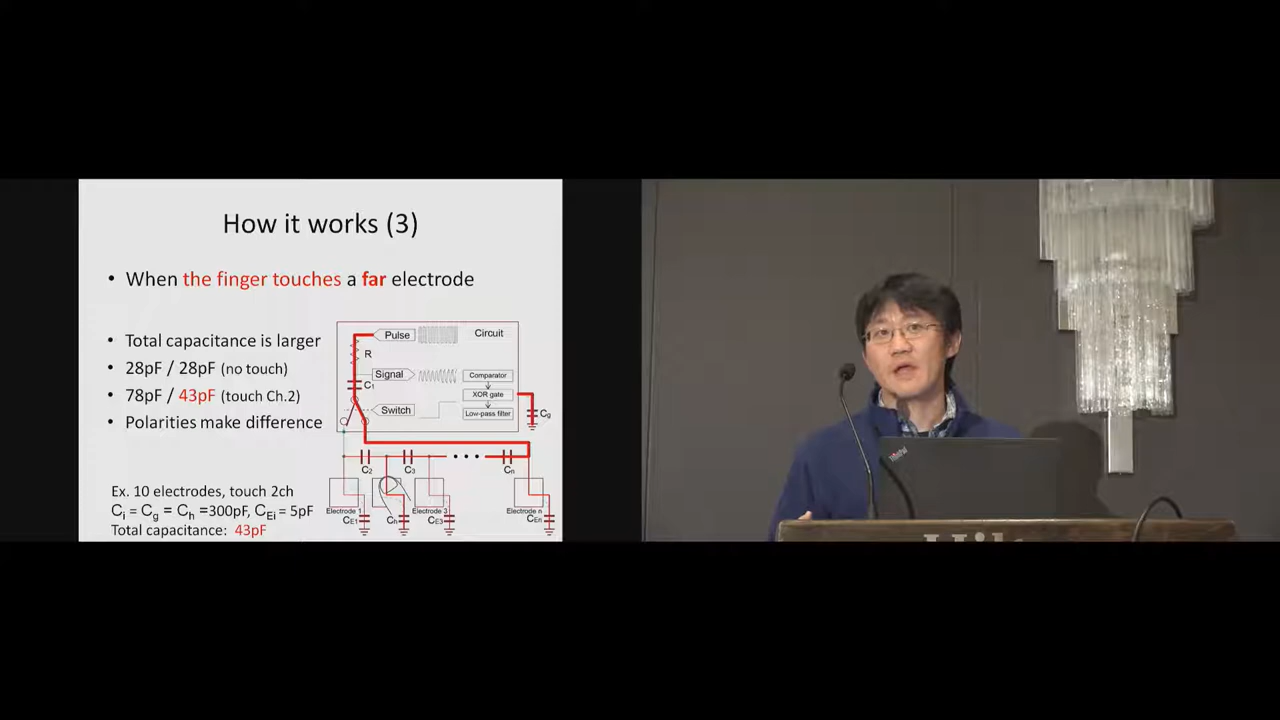 How it works (3)
• When the finger touches a far electrode
• Total capacitance is larger
• 28pF / 28pF (no touch)
• 78pF / 43pF (touch Ch.2)
• Polarities make difference
Ex. 10 electrodes, touch 2ch
Ci = Cg = Ch =300pF, CEi = 5pF
Total capacitance: 43pF
Pulse
Circuit
R
Signal
C1
Comparator
XOR gate
Low-pass filter
Switch
Cg
C2
C3
• • •
Cn
Electrode 1
Electrode 3
Electrode n
CE1
Ch
CE3
CEn